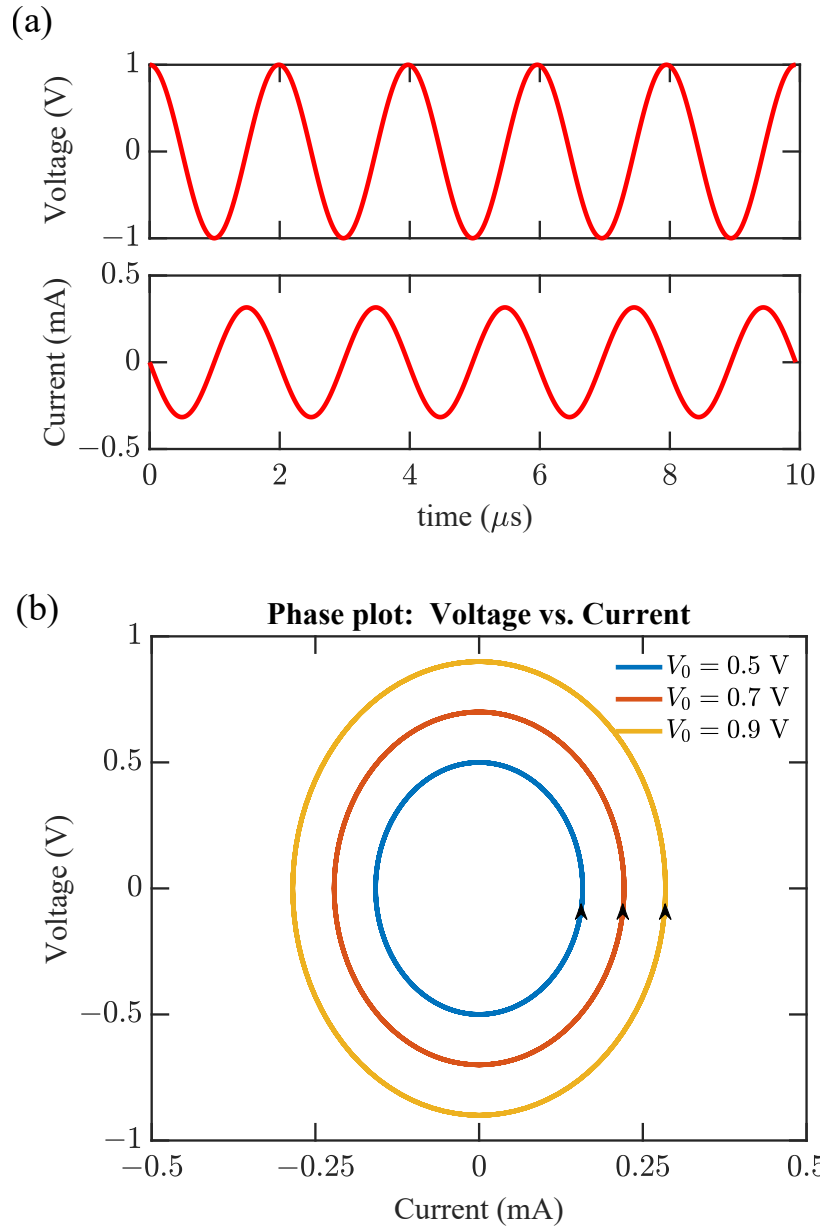 (a)
Voltage (V)
1
0
−1
Current (mA)
0.5
0
−0.5
0 2 4 6 8 10
time (μs)
(b)
Phase plot: Voltage vs. Current
Voltage (V)
1
0.5
0
−0.5
−1
V₀ = 0.5 V
V₀ = 0.7 V
V₀ = 0.9 V
−0.5 −0.25 0 0.25 0.5
Current (mA)